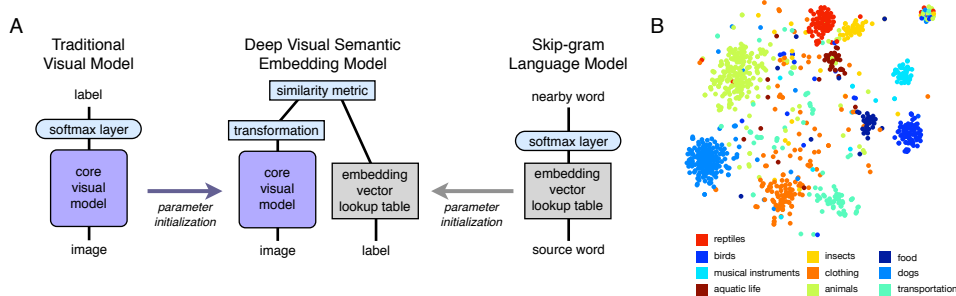 A
Traditional
Visual Model
label
softmax layer
core
visual
model
image
parameter
initialization
Deep Visual Semantic
Embedding Model
similarity metric
transformation
core
visual
model
image
embedding
vector
lookup table
label
parameter
initialization
Skip-gram
Language Model
nearby word
softmax layer
embedding
vector
lookup table
source word
B
reptiles
birds
musical instruments
aquatic life
insects
clothing
animals
food
dogs
transportation